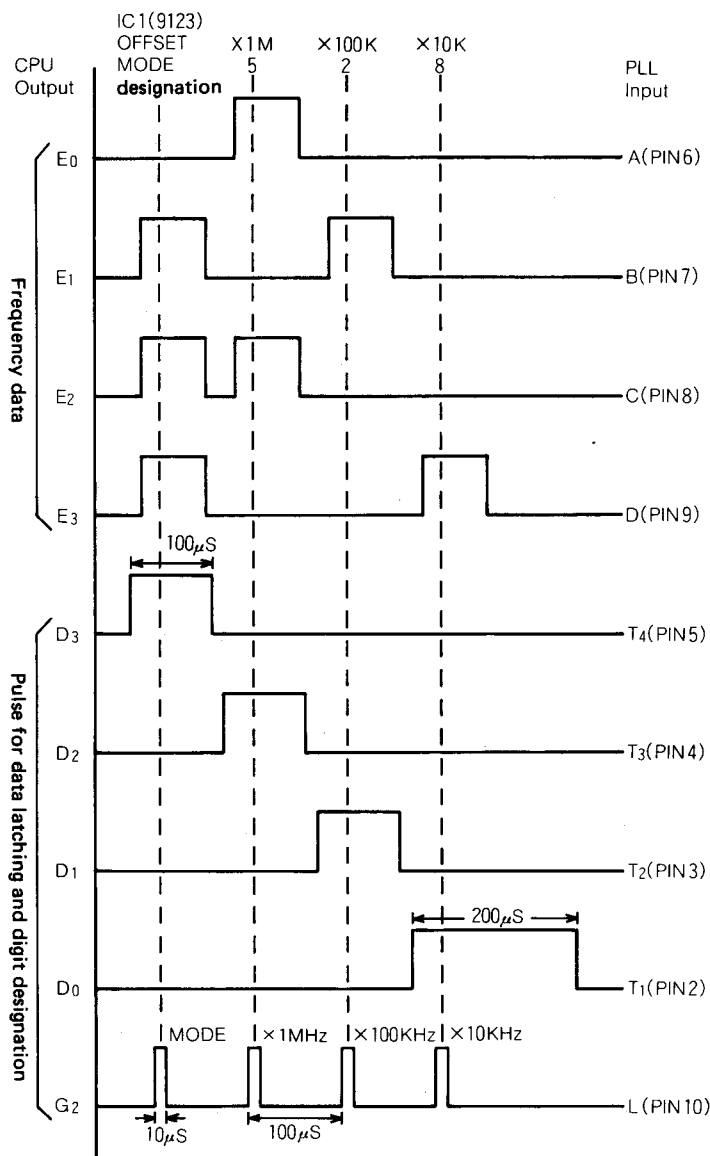 IC1(9123)
OFFSET ×1M ×100K ×10K
CPU MODE 5 2 8 PLL
Output designation Input
E0 A(PIN6)
E1 B(PIN7)
Frequency data
E2 C(PIN8)
E3 D(PIN9)
100μS
D3 T4(PIN5)
D2 T3(PIN4)
Pulse for data latching and digit designation
D1 T2(PIN3)
200μS
D0 T1(PIN2)
MODE ×1MHz ×100KHz ×10KHz
G2 L(PIN10)
10μS 100μS